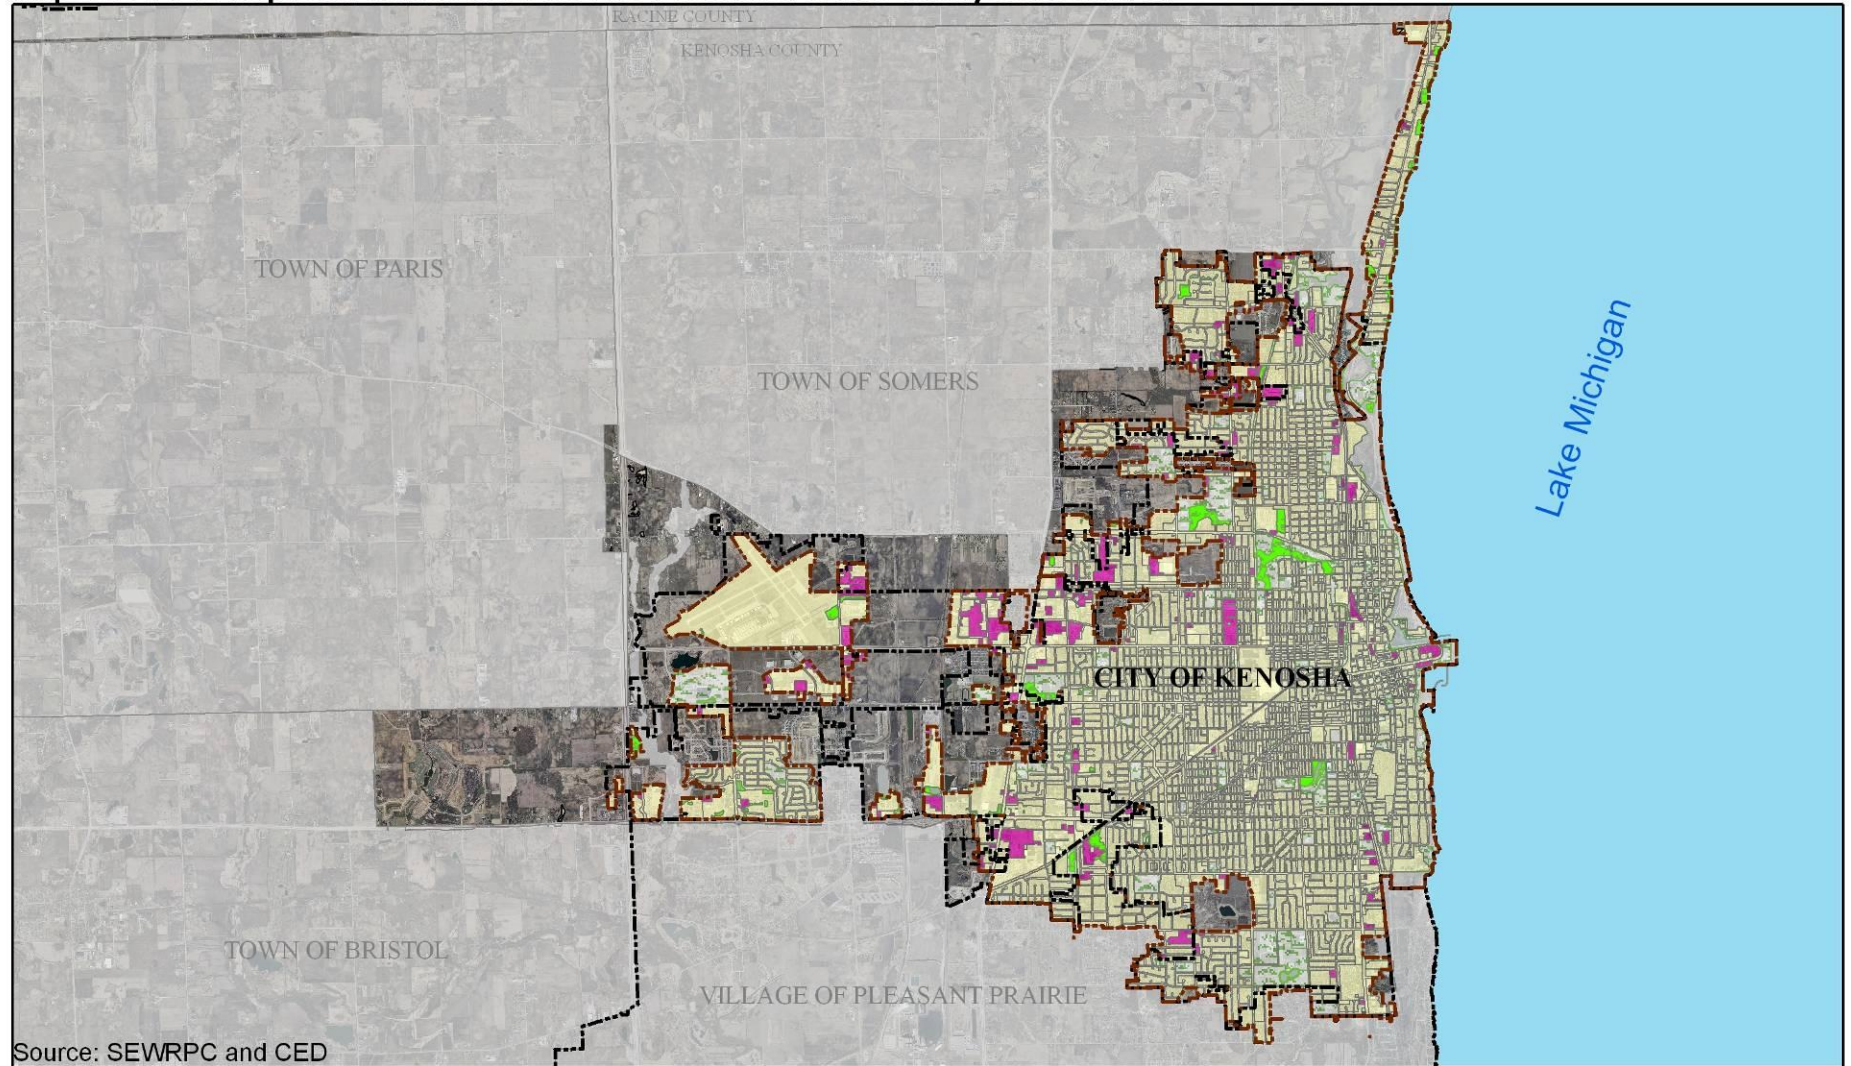 RACINE COUNTY
KENOSHA COUNTY
TOWN OF PARIS
TOWN OF SOMERS
Lake Michigan
CITY OF KENOSHA
TOWN OF BRISTOL
VILLAGE OF PLEASANT PRAIRIE
Source: SEWRPC and CED